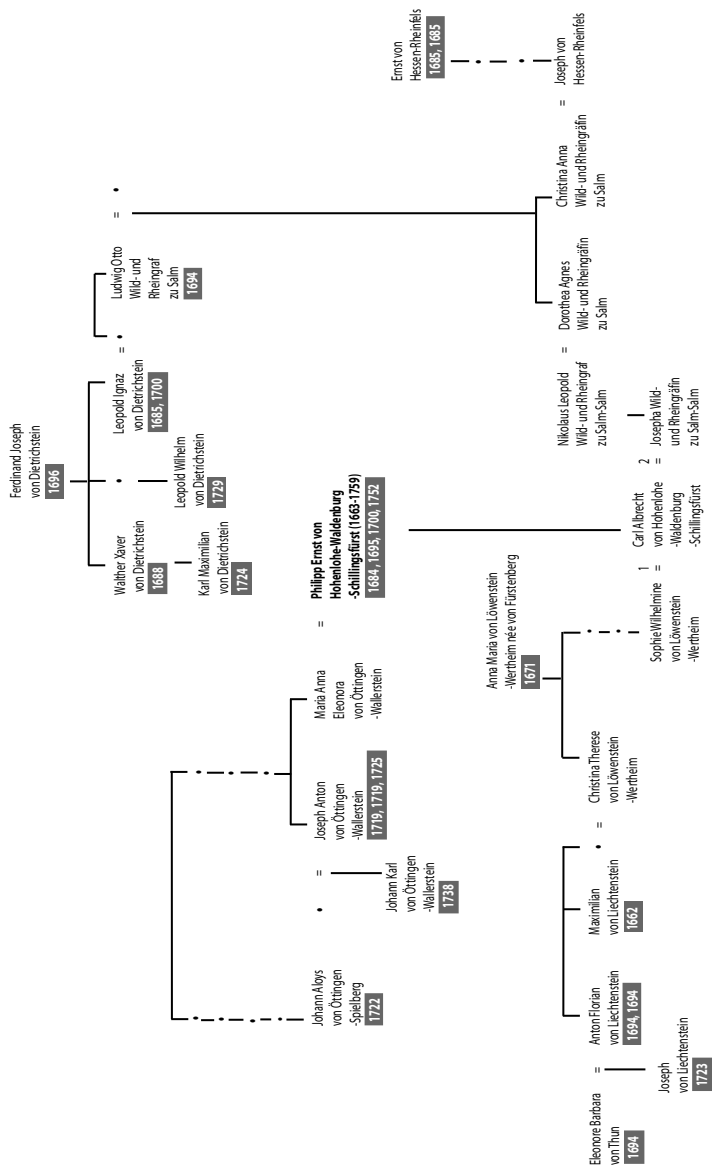 Ferdinand Joseph
von Dietrichstein
1696
Walther Xaver
von Dietrichstein
1688
Karl Maximilian
von Dietrichstein
1724
Leopold Wilhelm
von Dietrichstein
1729
Leopold Ignaz
von Dietrichstein
1685, 1700
=
Ludwig Otto
Wild- und
Rheingraf
zu Salm
1694
=
Johann Aloys
von Öttingen
-Spielberg
1722
=
Johann Karl
von Öttingen
-Wallerstein
1738
Joseph Anton
von Öttingen
-Wallerstein
1719, 1719, 1725
Maria Anna
Eleonora
von Öttingen
-Wallerstein
=
Philipp Ernst von
Hohenlohe-Waldenburg
-Schillingsfürst (1663-1759)
1684, 1695, 1700, 1752
Ernst von
Hessen-Rheinfels
1685, 1685
Anna Maria von Löwenstein
-Wertheim née von Fürstenberg
1671
Nikolaus Leopold
Wild- und Rheingraf
zu Salm-Salm
=
Dorothea Agnes
Wild- und Rheingräfin
zu Salm
Christina Anna
Wild- und Rheingräfin
zu Salm
=
Joseph von
Hessen-Rheinfels
Eleonore Barbara
von Thun
1694
=
Anton Florian
von Liechtenstein
1694, 1694
Maximilian
von Liechtenstein
1662
=
Christina Therese
von Löwenstein
-Wertheim
Sophie Wilhelmine
von Löwenstein
-Wertheim
1
=
Carl Albrecht
von Hohenlohe
-Waldenburg
-Schillingsfürst
2
=
Josepha Wild-
und Rheingräfin
zu Salm-Salm
Joseph
von Liechtenstein
1723